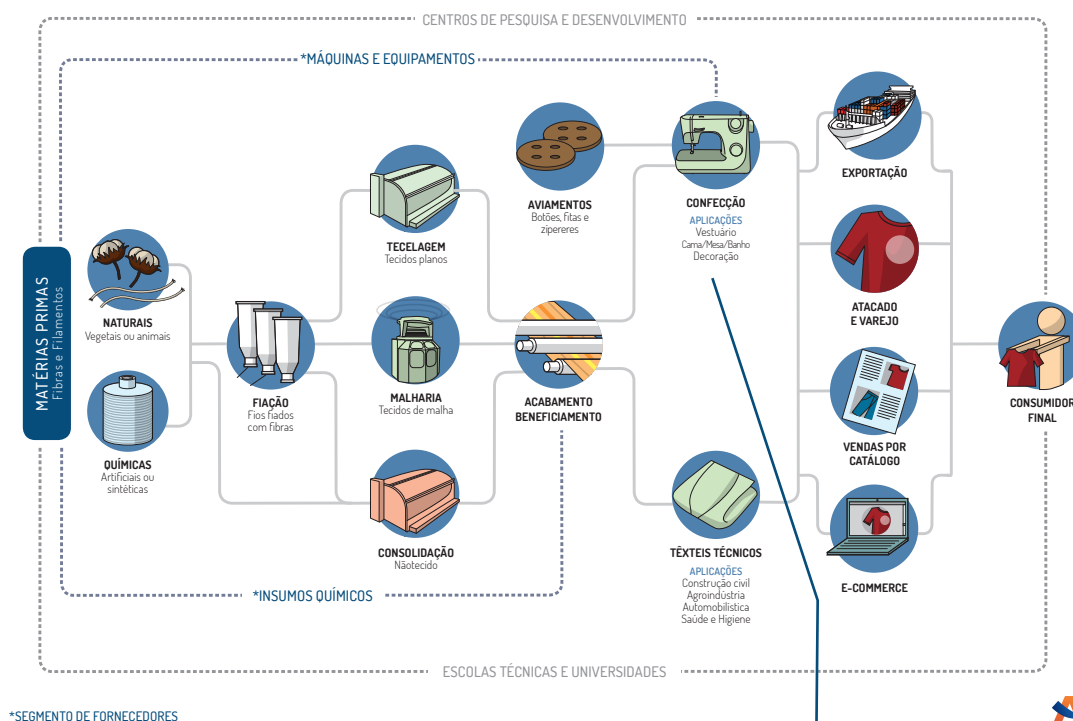 CENTROS DE PESQUISA E DESENVOLVIMENTO
*MÁQUINAS E EQUIPAMENTOS
MATÉRIAS PRIMAS
Fibras e Filamentos
NATURAIS
Vegetais ou animais
QUÍMICAS
Artificiais ou
sintéticas
FIAÇÃO
Fios fiados
com fibras
TECELAGEM
Tecidos planos
MALHARIA
Tecidos de malha
CONSOLIDAÇÃO
Nãotecido
AVIAMENTOS
Botões, fitas e
zípereres
ACABAMENTO
BENEFICIAMENTO
CONFECÇÃO
APLICAÇÕES
Vestuário
Cama/Mesa/Banho
Decoração
TÊXTEIS TÉCNICOS
APLICAÇÕES
Construção civil
Agroindústria
Automobilística
Saúde e Higiene
EXPORTAÇÃO
ATACADO
E VAREJO
VENDAS POR
CATÁLOGO
E-COMMERCE
CONSUMIDOR
FINAL
*INSUMOS QUÍMICOS
ESCOLAS TÉCNICAS E UNIVERSIDADES
*SEGMENTO DE FORNECEDORES